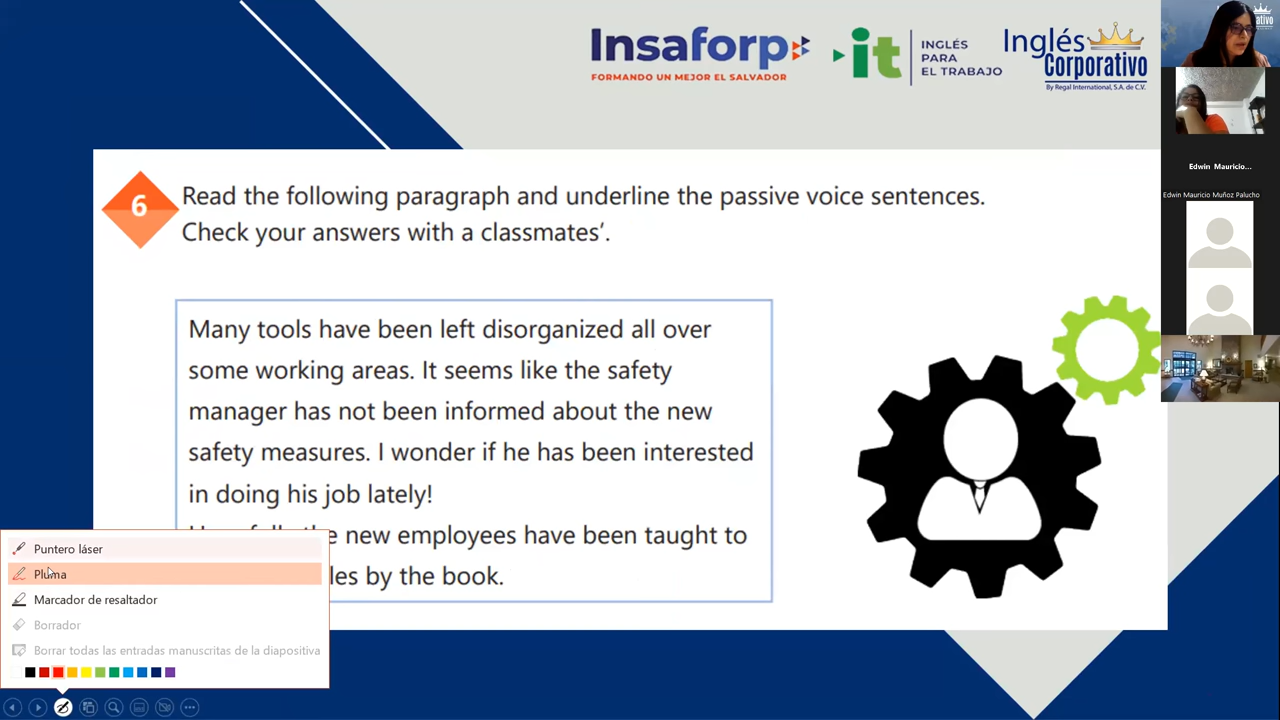 Insaforp
FORMANDO UN MEJOR EL SALVADOR
it
INGLÉS
PARA
EL TRABAJO
Inglés
Corporativo
By Regal International, S.A. de C.V.
6
Read the following paragraph and underline the passive voice sentences.
Check your answers with a classmates’.
Many tools have been left disorganized all over
some working areas. It seems like the safety
manager has not been informed about the new
safety measures. I wonder if he has been interested
in doing his job lately!
new employees have been taught to
by the book.
Puntero láser
Pluma
Marcador de resaltador
Borrador
Borrar todas las entradas manuscritas de la diapositiva
Edwin Mauricio...
Edwin Mauricio Muñoz Palucho